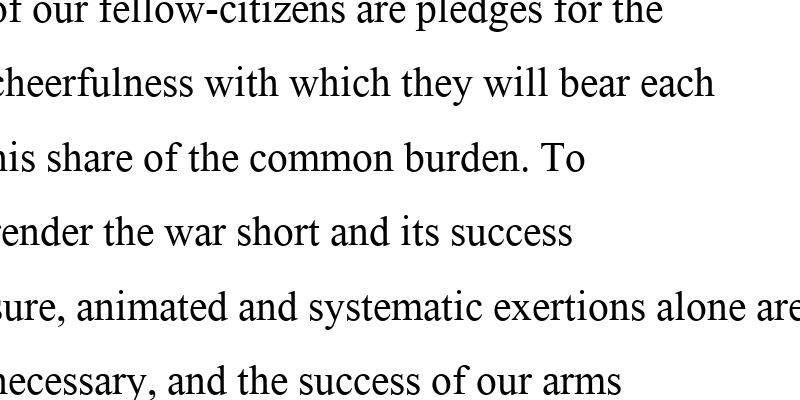 of our fellow-citizens are pledges for the
cheerfulness with which they will bear each
his share of the common burden. To
render the war short and its success
sure, animated and systematic exertions alone are
necessary, and the success of our arms